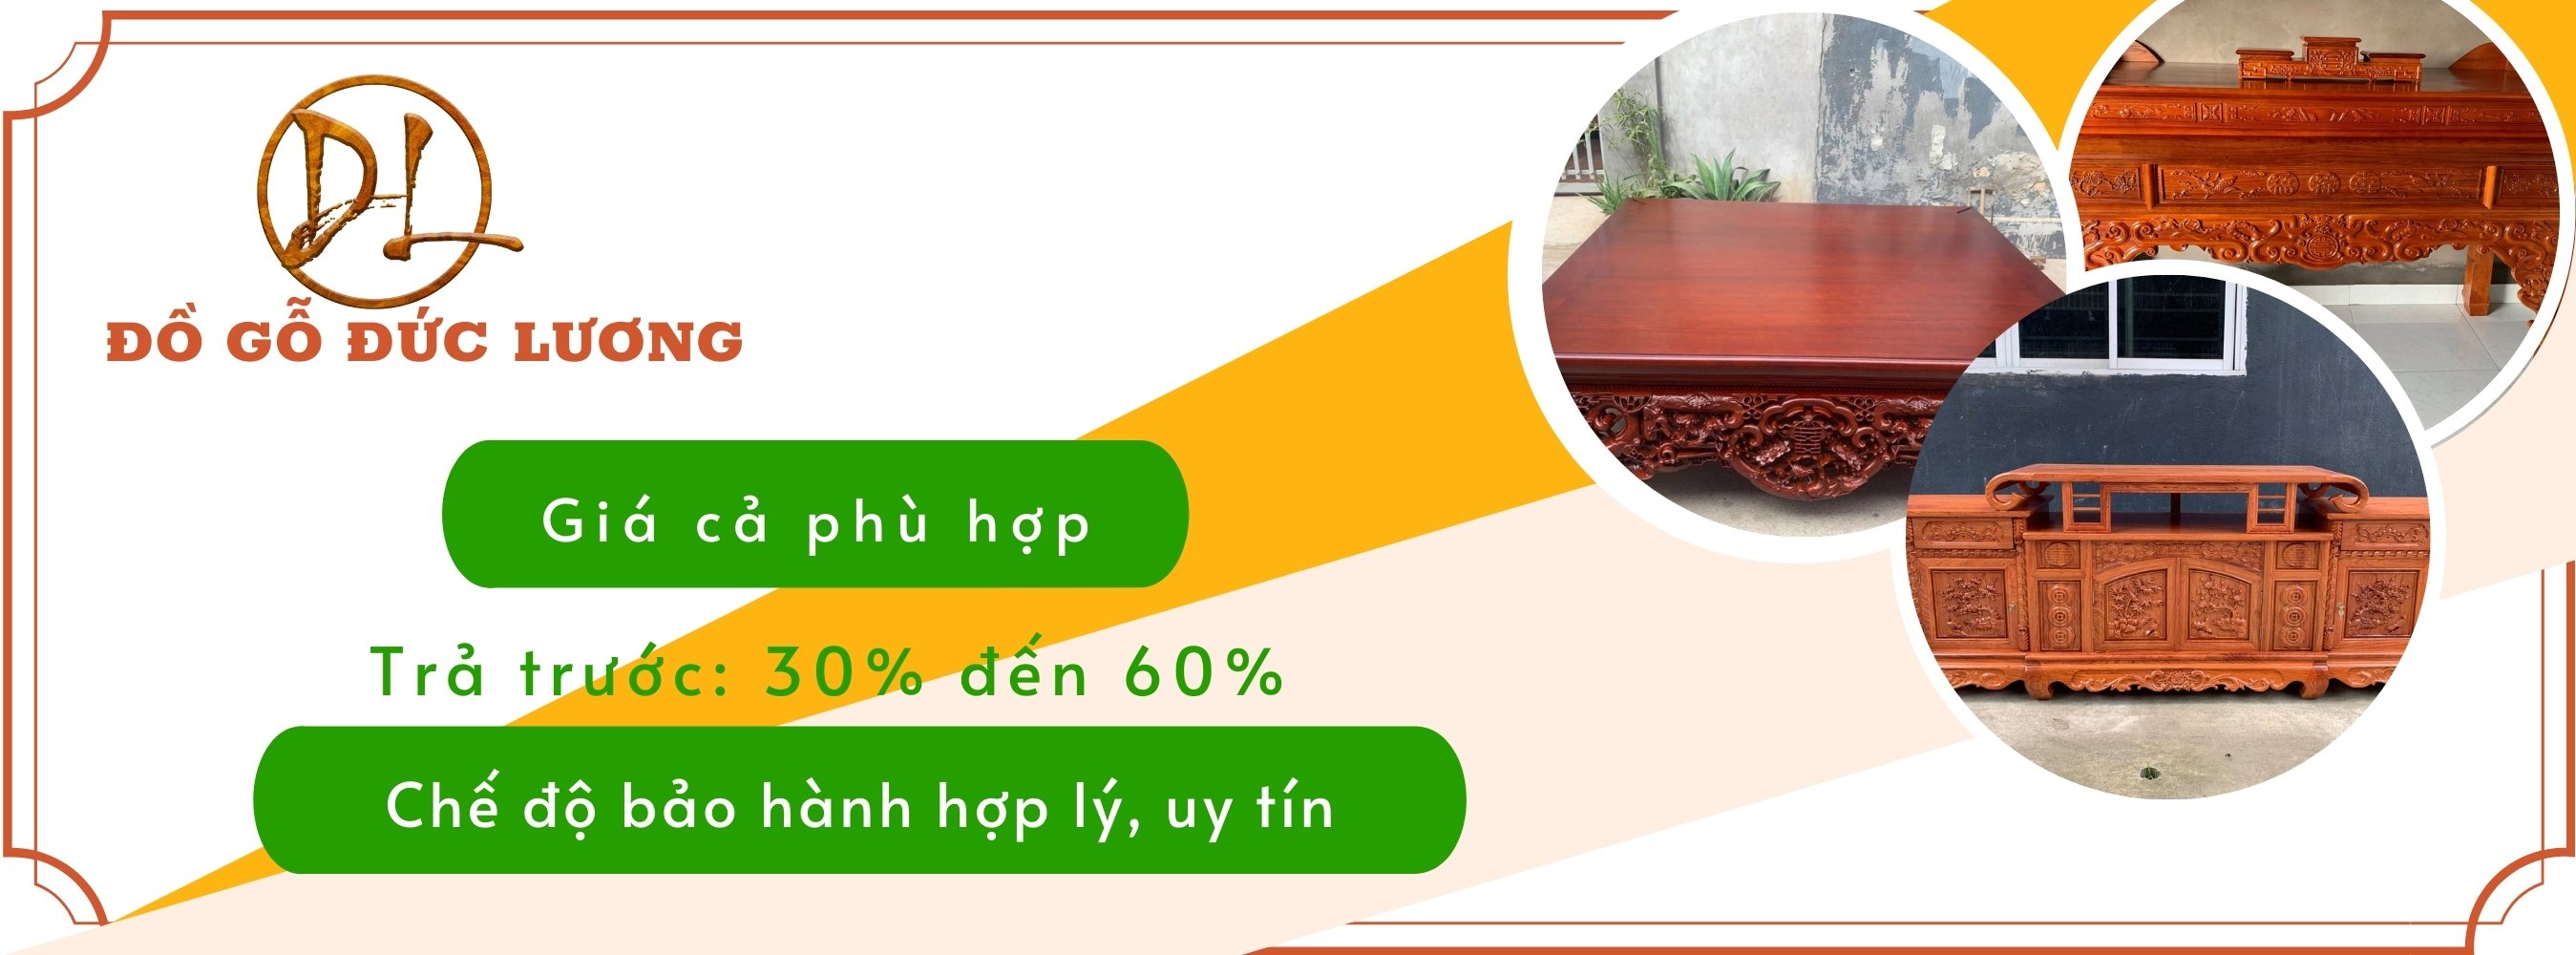 DL
ĐỒ GỖ ĐỨC LƯƠNG
Giá cả phù hợp
Trả trước: 30% đến 60%
Chế độ bảo hành hợp lý, uy tín